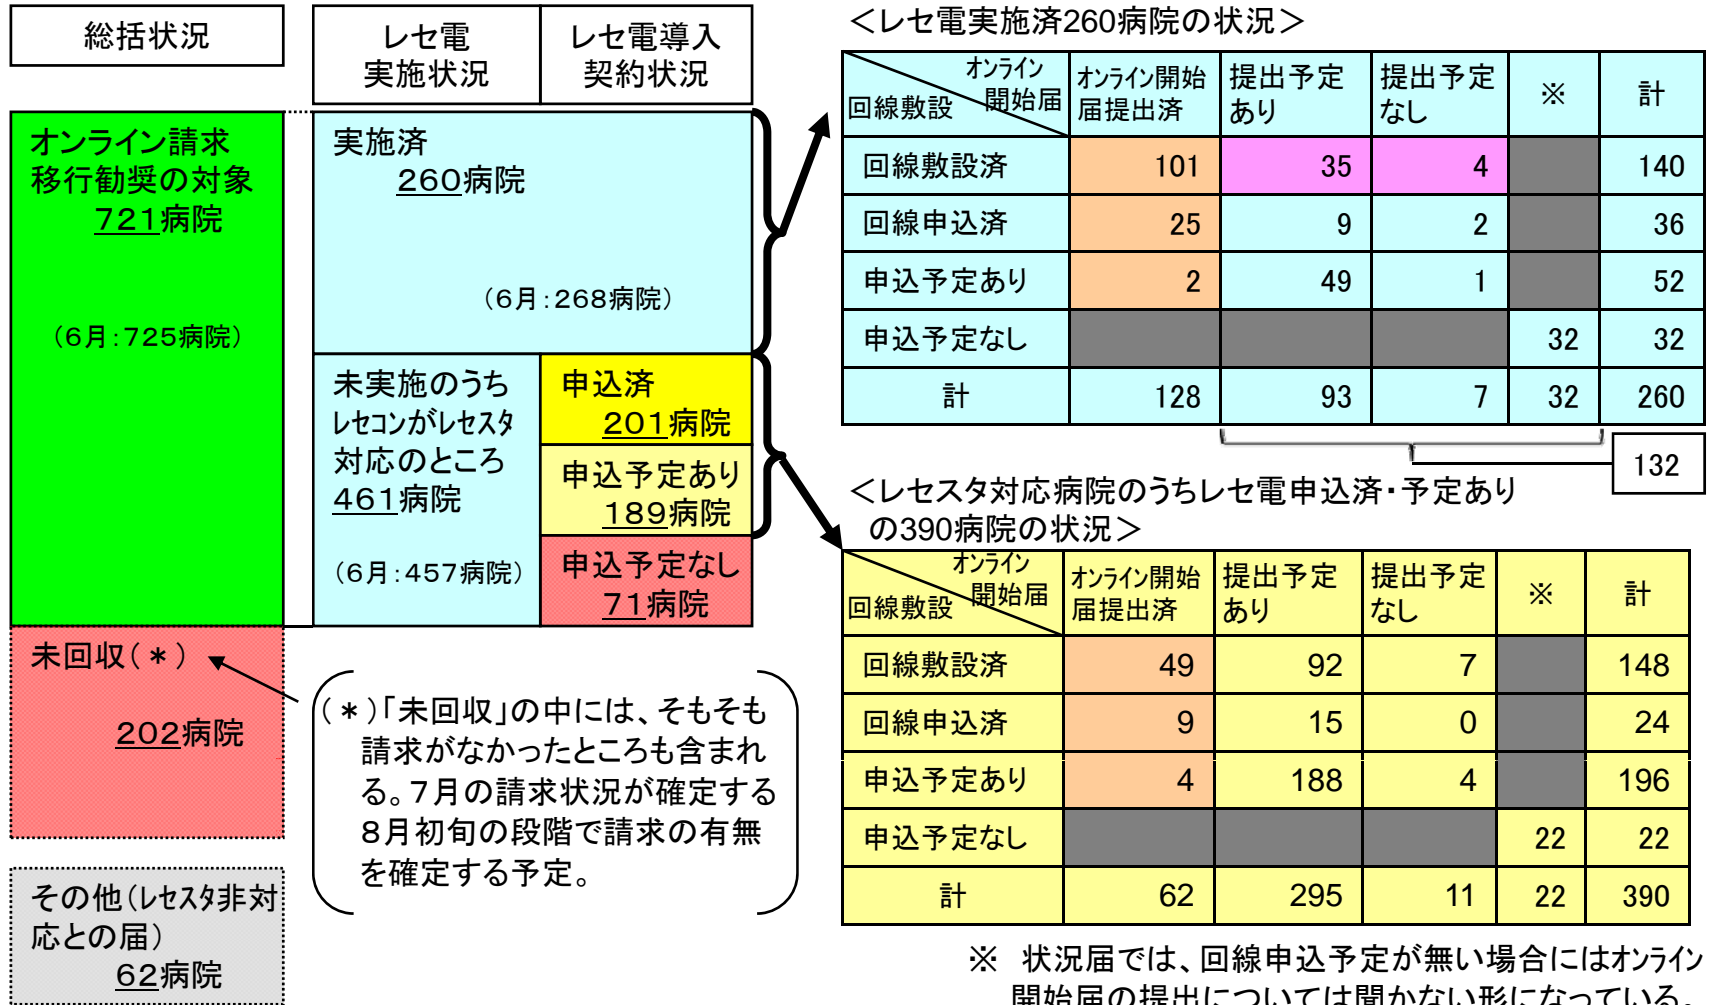 総括状況
レセ電
実施状況
レセ電導入
契約状況
オンライン請求
移行勧奨の対象
721病院
（6月：725病院）
実施済
260病院
（6月：268病院）
未実施のうち
レセコンがレセスタ
対応のところ
461病院
（6月：457病院）
申込済
201病院
申込予定あり
189病院
申込予定なし
71病院
未回収（＊）
202病院
（＊）「未回収」の中には、そもそも
請求がなかったところも含まれ
る。7月の請求状況が確定する
8月初旬の段階で請求の有無
を確定する予定。
その他（レセスタ非対
応との届）
62病院
＜レセ電実施済260病院の状況＞
オンライン
開始届
回線敷設
オンライン開始
届提出済
提出予定
あり
提出予定
なし
※
計
回線敷設済 101 35 4 140
回線申込済 25 9 2 36
申込予定あり 2 49 1 52
申込予定なし 32 32
計 128 93 7 32 260
132
＜レセスタ対応病院のうちレセ電申込済・予定あり
の390病院の状況＞
オンライン
開始届
回線敷設
オンライン開始
届提出済
提出予定
あり
提出予定
なし
※
計
回線敷設済 49 92 7 148
回線申込済 9 15 0 24
申込予定あり 4 188 4 196
申込予定なし 22 22
計 62 295 11 22 390
※ 状況届では、回線申込予定が無い場合にはオンライン
開始届の提出については聞かない形になっている。